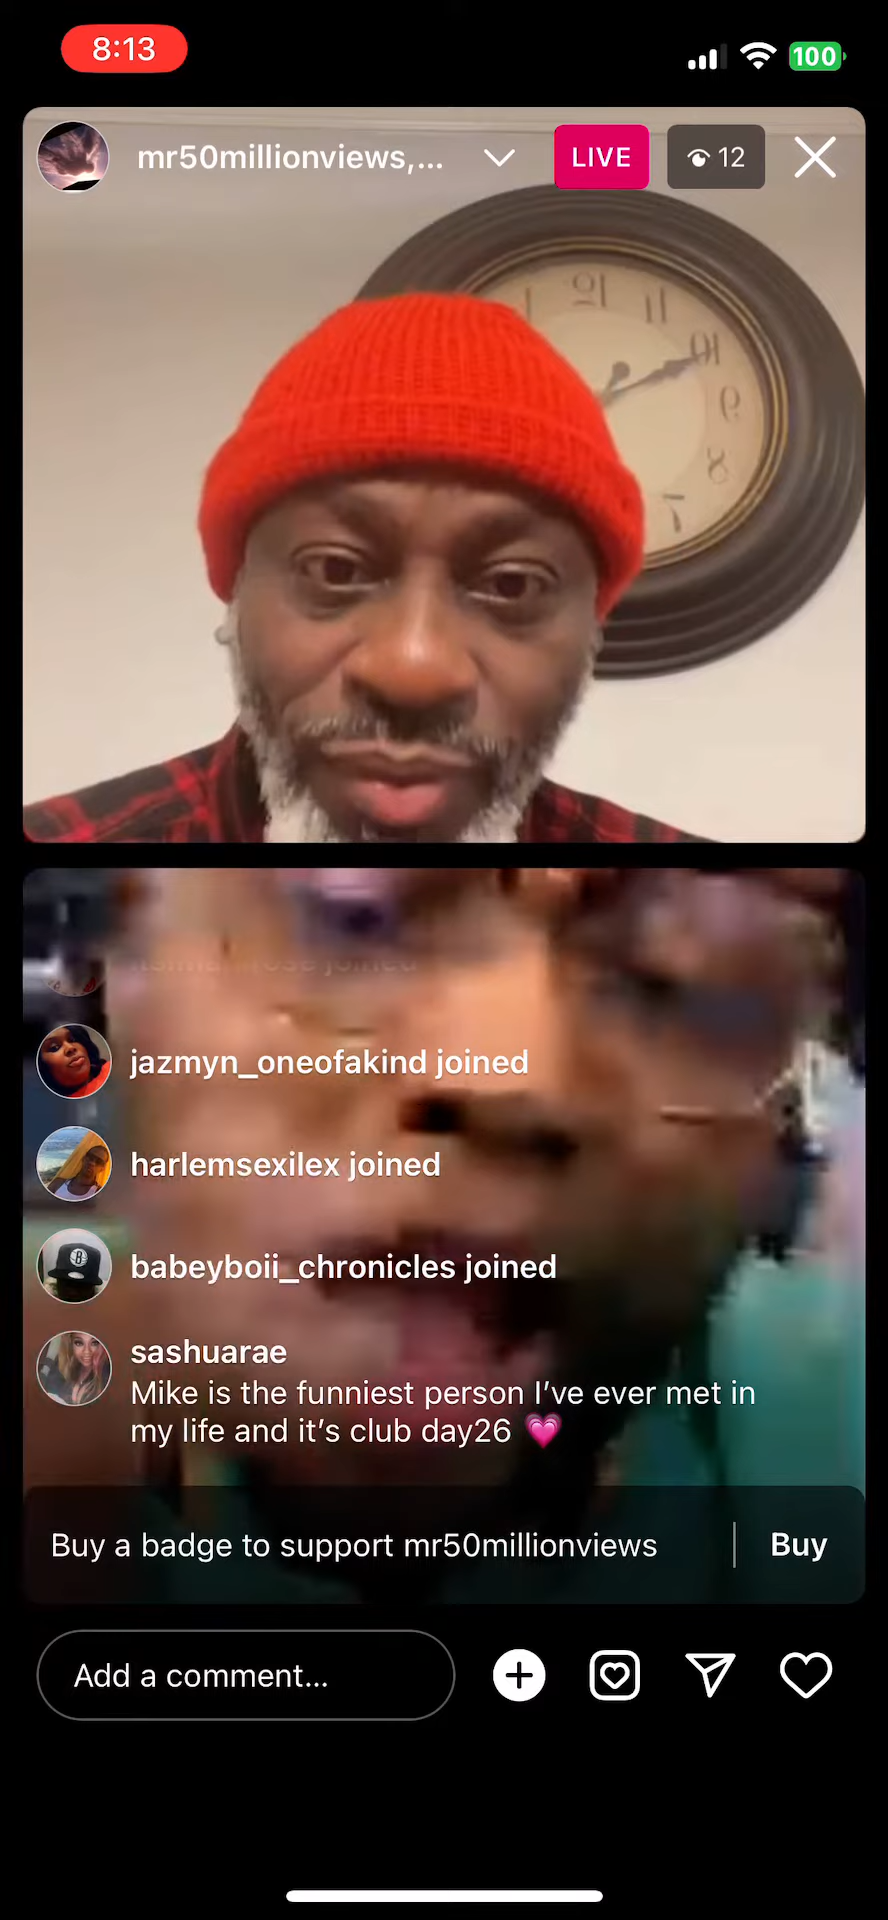 8:13
100
mr50millionviews,...
LIVE
12
jazmyn_oneofakind joined
harlemsexilex joined
babeyboii_chronicles joined
sashuarae
Mike is the funniest person I’ve ever met in
my life and it’s club day26 💗
Buy a badge to support mr50millionviews
Buy
Add a comment...